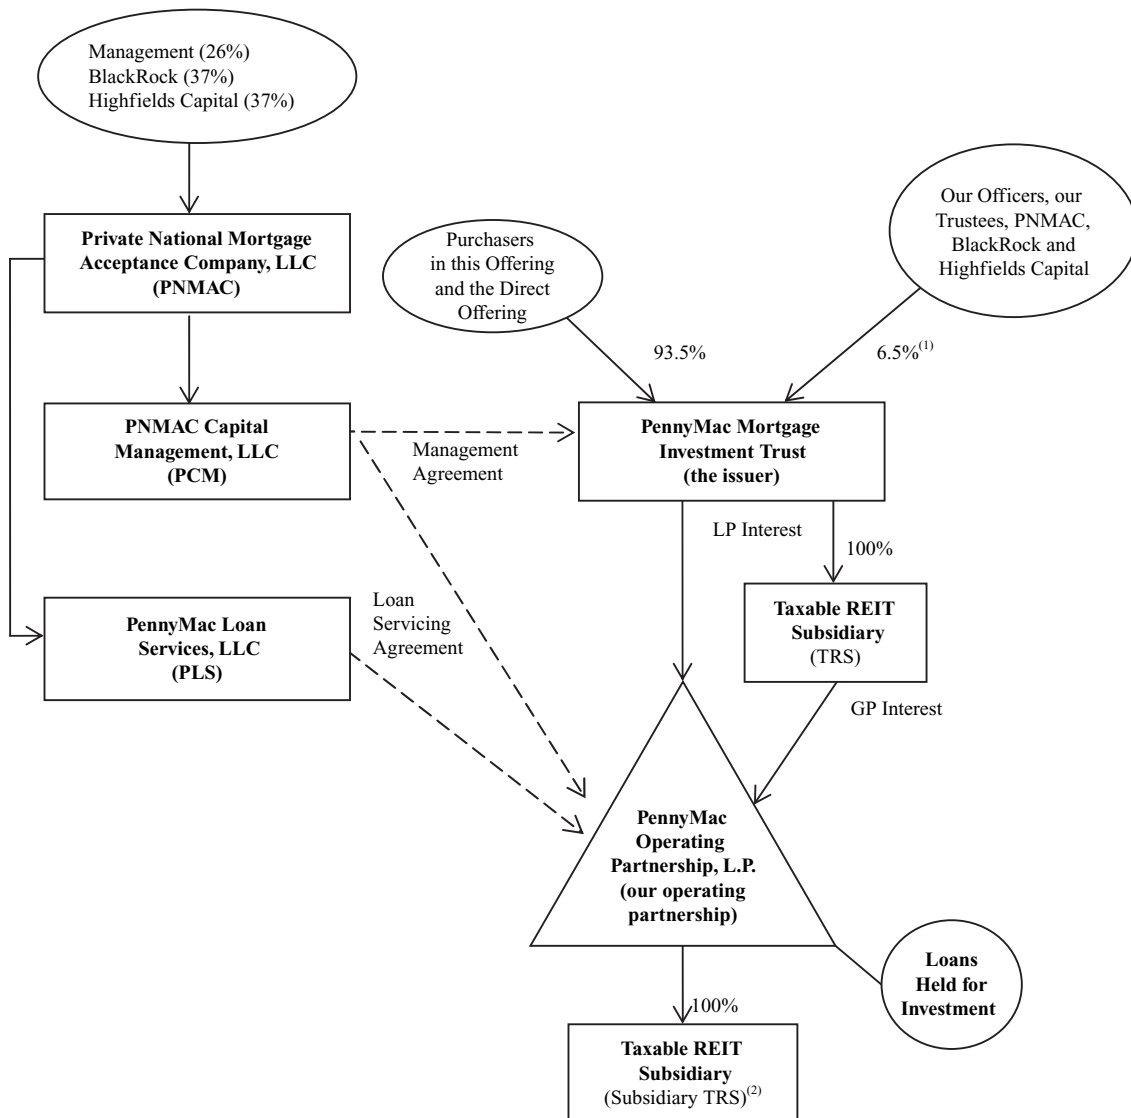 Management (26%)
BlackRock (37%)
Highfields Capital (37%)
Our Officers, our
Trustees, PNMAC,
BlackRock and
Highfields Capital
Purchasers
in this Offering
and the Direct
Offering
Private National Mortgage
Acceptance Company, LLC
(PNMAC)
93.5%
6.5%(1)
PNMAC Capital
Management, LLC
(PCM)
Management
Agreement
PennyMac Mortgage
Investment Trust
(the issuer)
LP Interest
100%
PennyMac Loan
Services, LLC
(PLS)
Loan
Servicing
Agreement
Taxable REIT
Subsidiary
(TRS)
GP Interest
PennyMac
Operating
Partnership, L.P.
(our operating
partnership)
Loans
Held for
Investment
100%
Taxable REIT
Subsidiary
(Subsidiary TRS)(2)